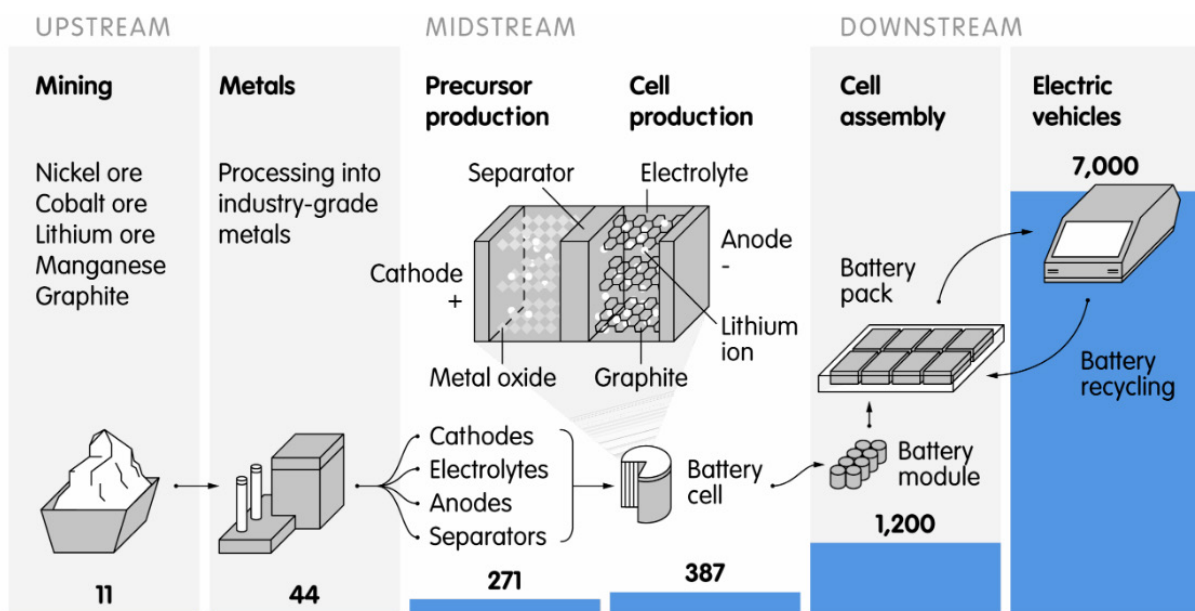 UPSTREAM
MIDSTREAM
DOWNSTREAM
Mining
Metals
Precursor
production
Cell
production
Cell
assembly
Electric
vehicles
7,000
Nickel ore
Cobalt ore
Lithium ore
Manganese
Graphite
Processing into
industry-grade
metals
Separator
Electrolyte
Cathode
+
Anode
-
Lithium
ion
Metal oxide
Graphite
Battery
pack
Battery
recycling
Cathodes
Electrolytes
Anodes
Separators
Battery
cell
Battery
module
11
44
271
387
1,200